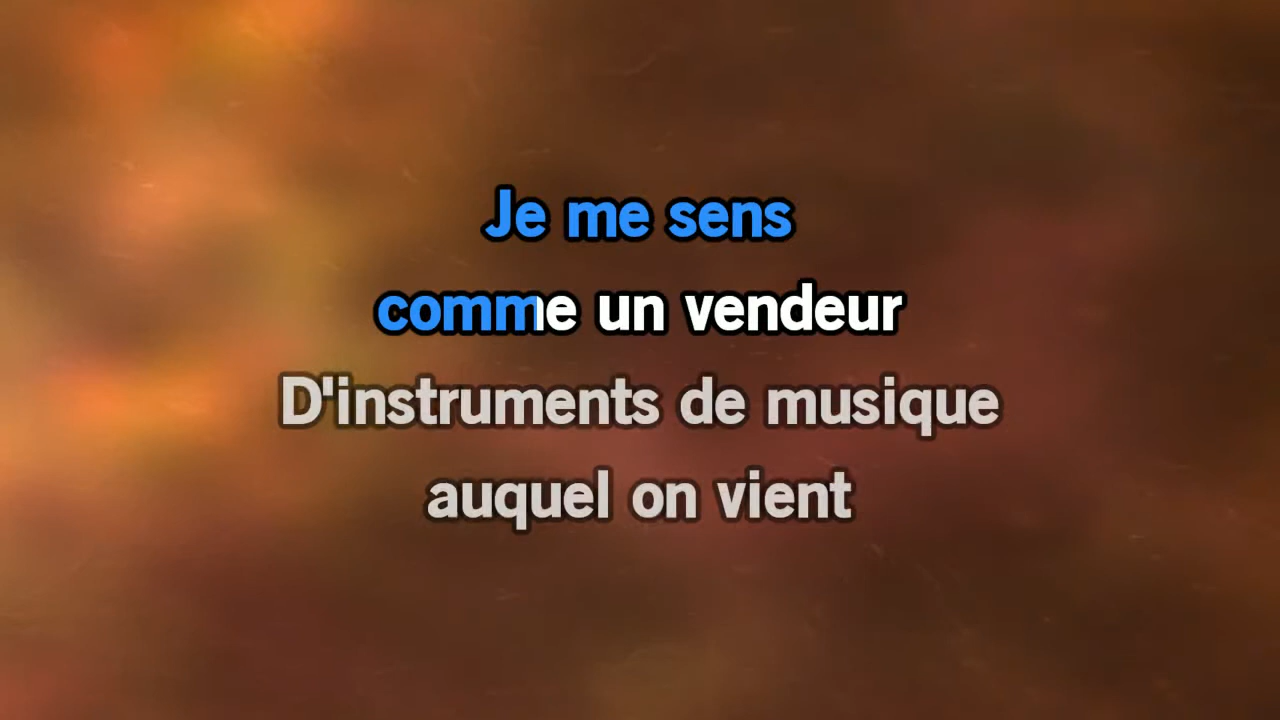 Je me sens
comme un vendeur
D'instruments de musique
auquel on vient